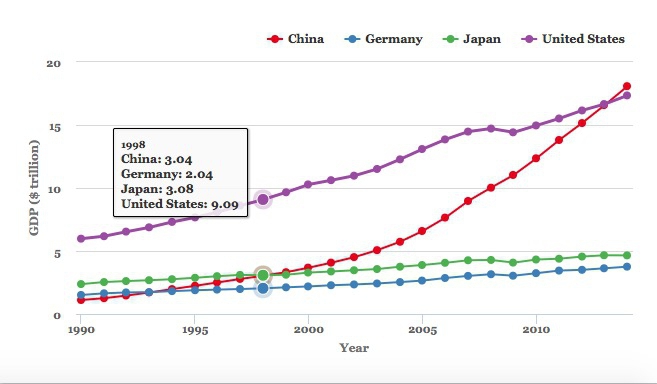 China Germany Japan United States
20
15
10
5
0
GDP ($ trillion)
1998
China: 3.04
Germany: 2.04
Japan: 3.08
United States: 9.09
1990 1995 2000 2005 2010
Year